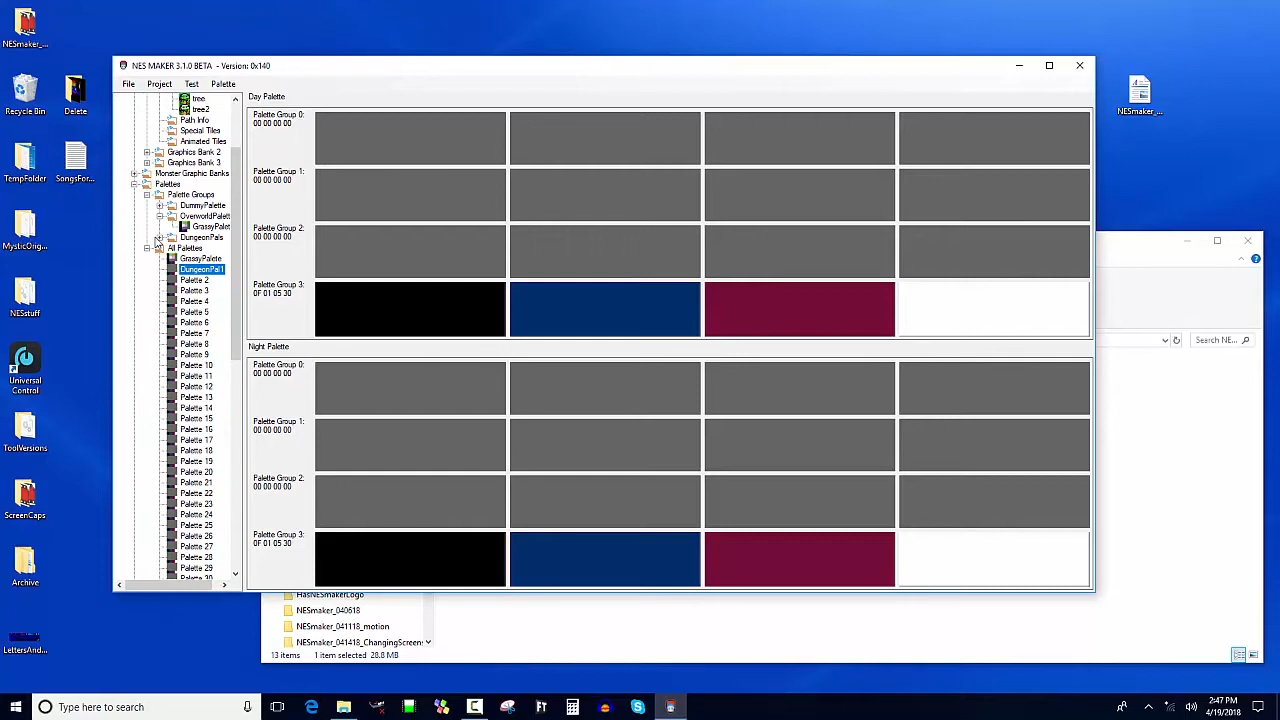 NESmaker_...
Recycle Bin
Delete
TempFolder
SongsFor...
MysticOrig...
NESstuff
Universal
Control
ToolVersions
ScreenCaps
Archive
LettersAnd...
NESmaker_...
NES MAKER 3.1.0 BETA - Version: 0x140
File Project Test Palette
tree
tree2
Path Info
Special Tiles
Animated Tiles
Graphics Bank 2
Graphics Bank 3
Monster Graphic Banks
Palettes
Palette Groups
DummyPalette
OverworldPalett
GrassyPalet
DungeonPals
All Palettes
GrassyPalete
DungeonPal1
Palette 2
Palette 3
Palette 4
Palette 5
Palette 6
Palette 7
Palette 8
Palette 9
Palette 10
Palette 11
Palette 12
Palette 13
Palette 14
Palette 15
Palette 16
Palette 17
Palette 18
Palette 19
Palette 20
Palette 21
Palette 22
Palette 23
Palette 24
Palette 25
Palette 26
Palette 27
Palette 28
Palette 29
Palette 30
Day Palette
Palette Group 0:
00 00 00 00
Palette Group 1:
00 00 00 00
Palette Group 2:
00 00 00 00
Palette Group 3:
0F 01 05 30
Night Palette
Palette Group 0:
00 00 00 00
Palette Group 1:
00 00 00 00
Palette Group 2:
00 00 00 00
Palette Group 3:
0F 01 05 30
Search NE...
HasNESmakerLogo
NESmaker_040618
NESmaker_041118_motion
NESmaker_041418_ChangingScreens
13 items 1 item selected 28.8 MB
Type here to search
2:47 PM
4/19/2018